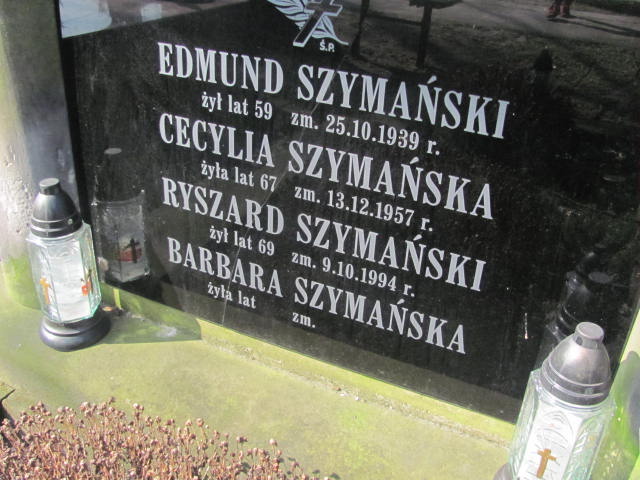 Ś.P.
EDMUND SZYMAŃSKI
żył lat 59 zm. 25.10.1939 r.
CECYLIA SZYMAŃSKA
żyła lat 67 zm. 13.12.1957 r.
RYSZARD SZYMAŃSKI
żył lat 69 zm. 9.10.1994 r.
BARBARA SZYMAŃSKA
żyła lat zm.